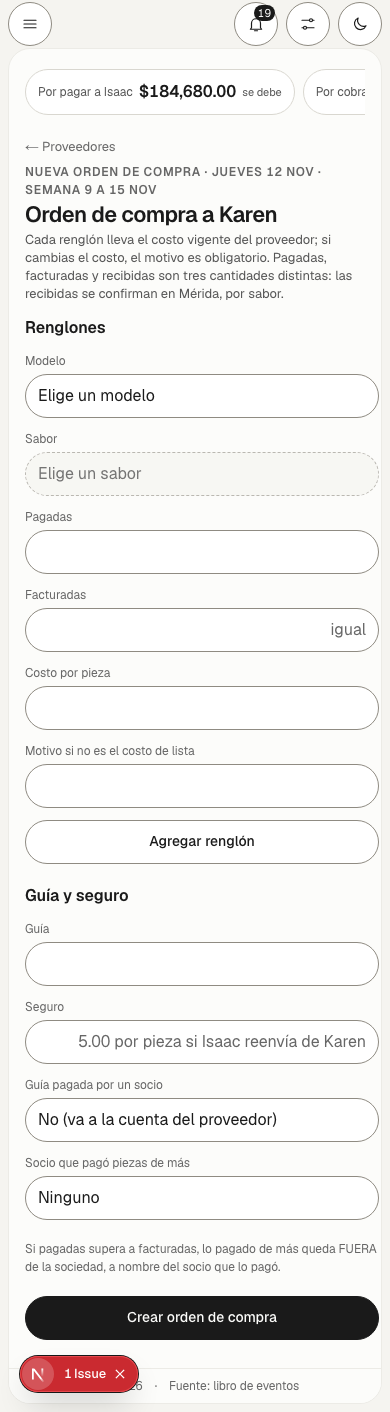 19
Por pagar a Isaac $184,680.00 se debe
Por cobra
← Proveedores
NUEVA ORDEN DE COMPRA · JUEVES 12 NOV ·
SEMANA 9 A 15 NOV
Orden de compra a Karen
Cada renglón lleva el costo vigente del proveedor; si
cambias el costo, el motivo es obligatorio. Pagadas,
facturadas y recibidas son tres cantidades distintas: las
recibidas se confirman en Mérida, por sabor.
Renglones
Modelo
Elige un modelo
Sabor
Elige un sabor
Pagadas
Facturadas
igual
Costo por pieza
Motivo si no es el costo de lista
Agregar renglón
Guía y seguro
Guía
Seguro
5.00 por pieza si Isaac reenvía de Karen
Guía pagada por un socio
No (va a la cuenta del proveedor)
Socio que pagó piezas de más
Ninguno
Si pagadas supera a facturadas, lo pagado de más queda FUERA
de la sociedad, a nombre del socio que lo pagó.
Crear orden de compra
N 1 Issue
26 · Fuente: libro de eventos